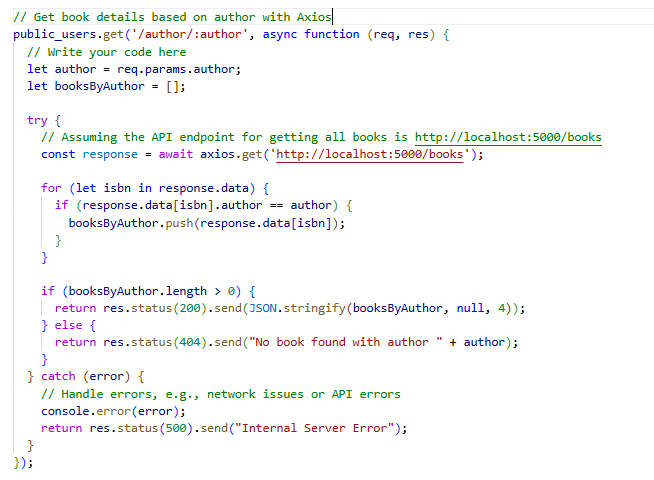 // Get book details based on author with Axios
public_users.get('/author/:author', async function (req, res) {
  // Write your code here
  let author = req.params.author;
  let booksByAuthor = [];

  try {
    // Assuming the API endpoint for getting all books is http://localhost:5000/books
    const response = await axios.get('http://localhost:5000/books');

    for (let isbn in response.data) {
      if (response.data[isbn].author == author) {
        booksByAuthor.push(response.data[isbn]);
      }
    }

    if (booksByAuthor.length > 0) {
      return res.status(200).send(JSON.stringify(booksByAuthor, null, 4));
    } else {
      return res.status(404).send("No book found with author " + author);
    }
  } catch (error) {
    // Handle errors, e.g., network issues or API errors
    console.error(error);
    return res.status(500).send("Internal Server Error");
  }
});